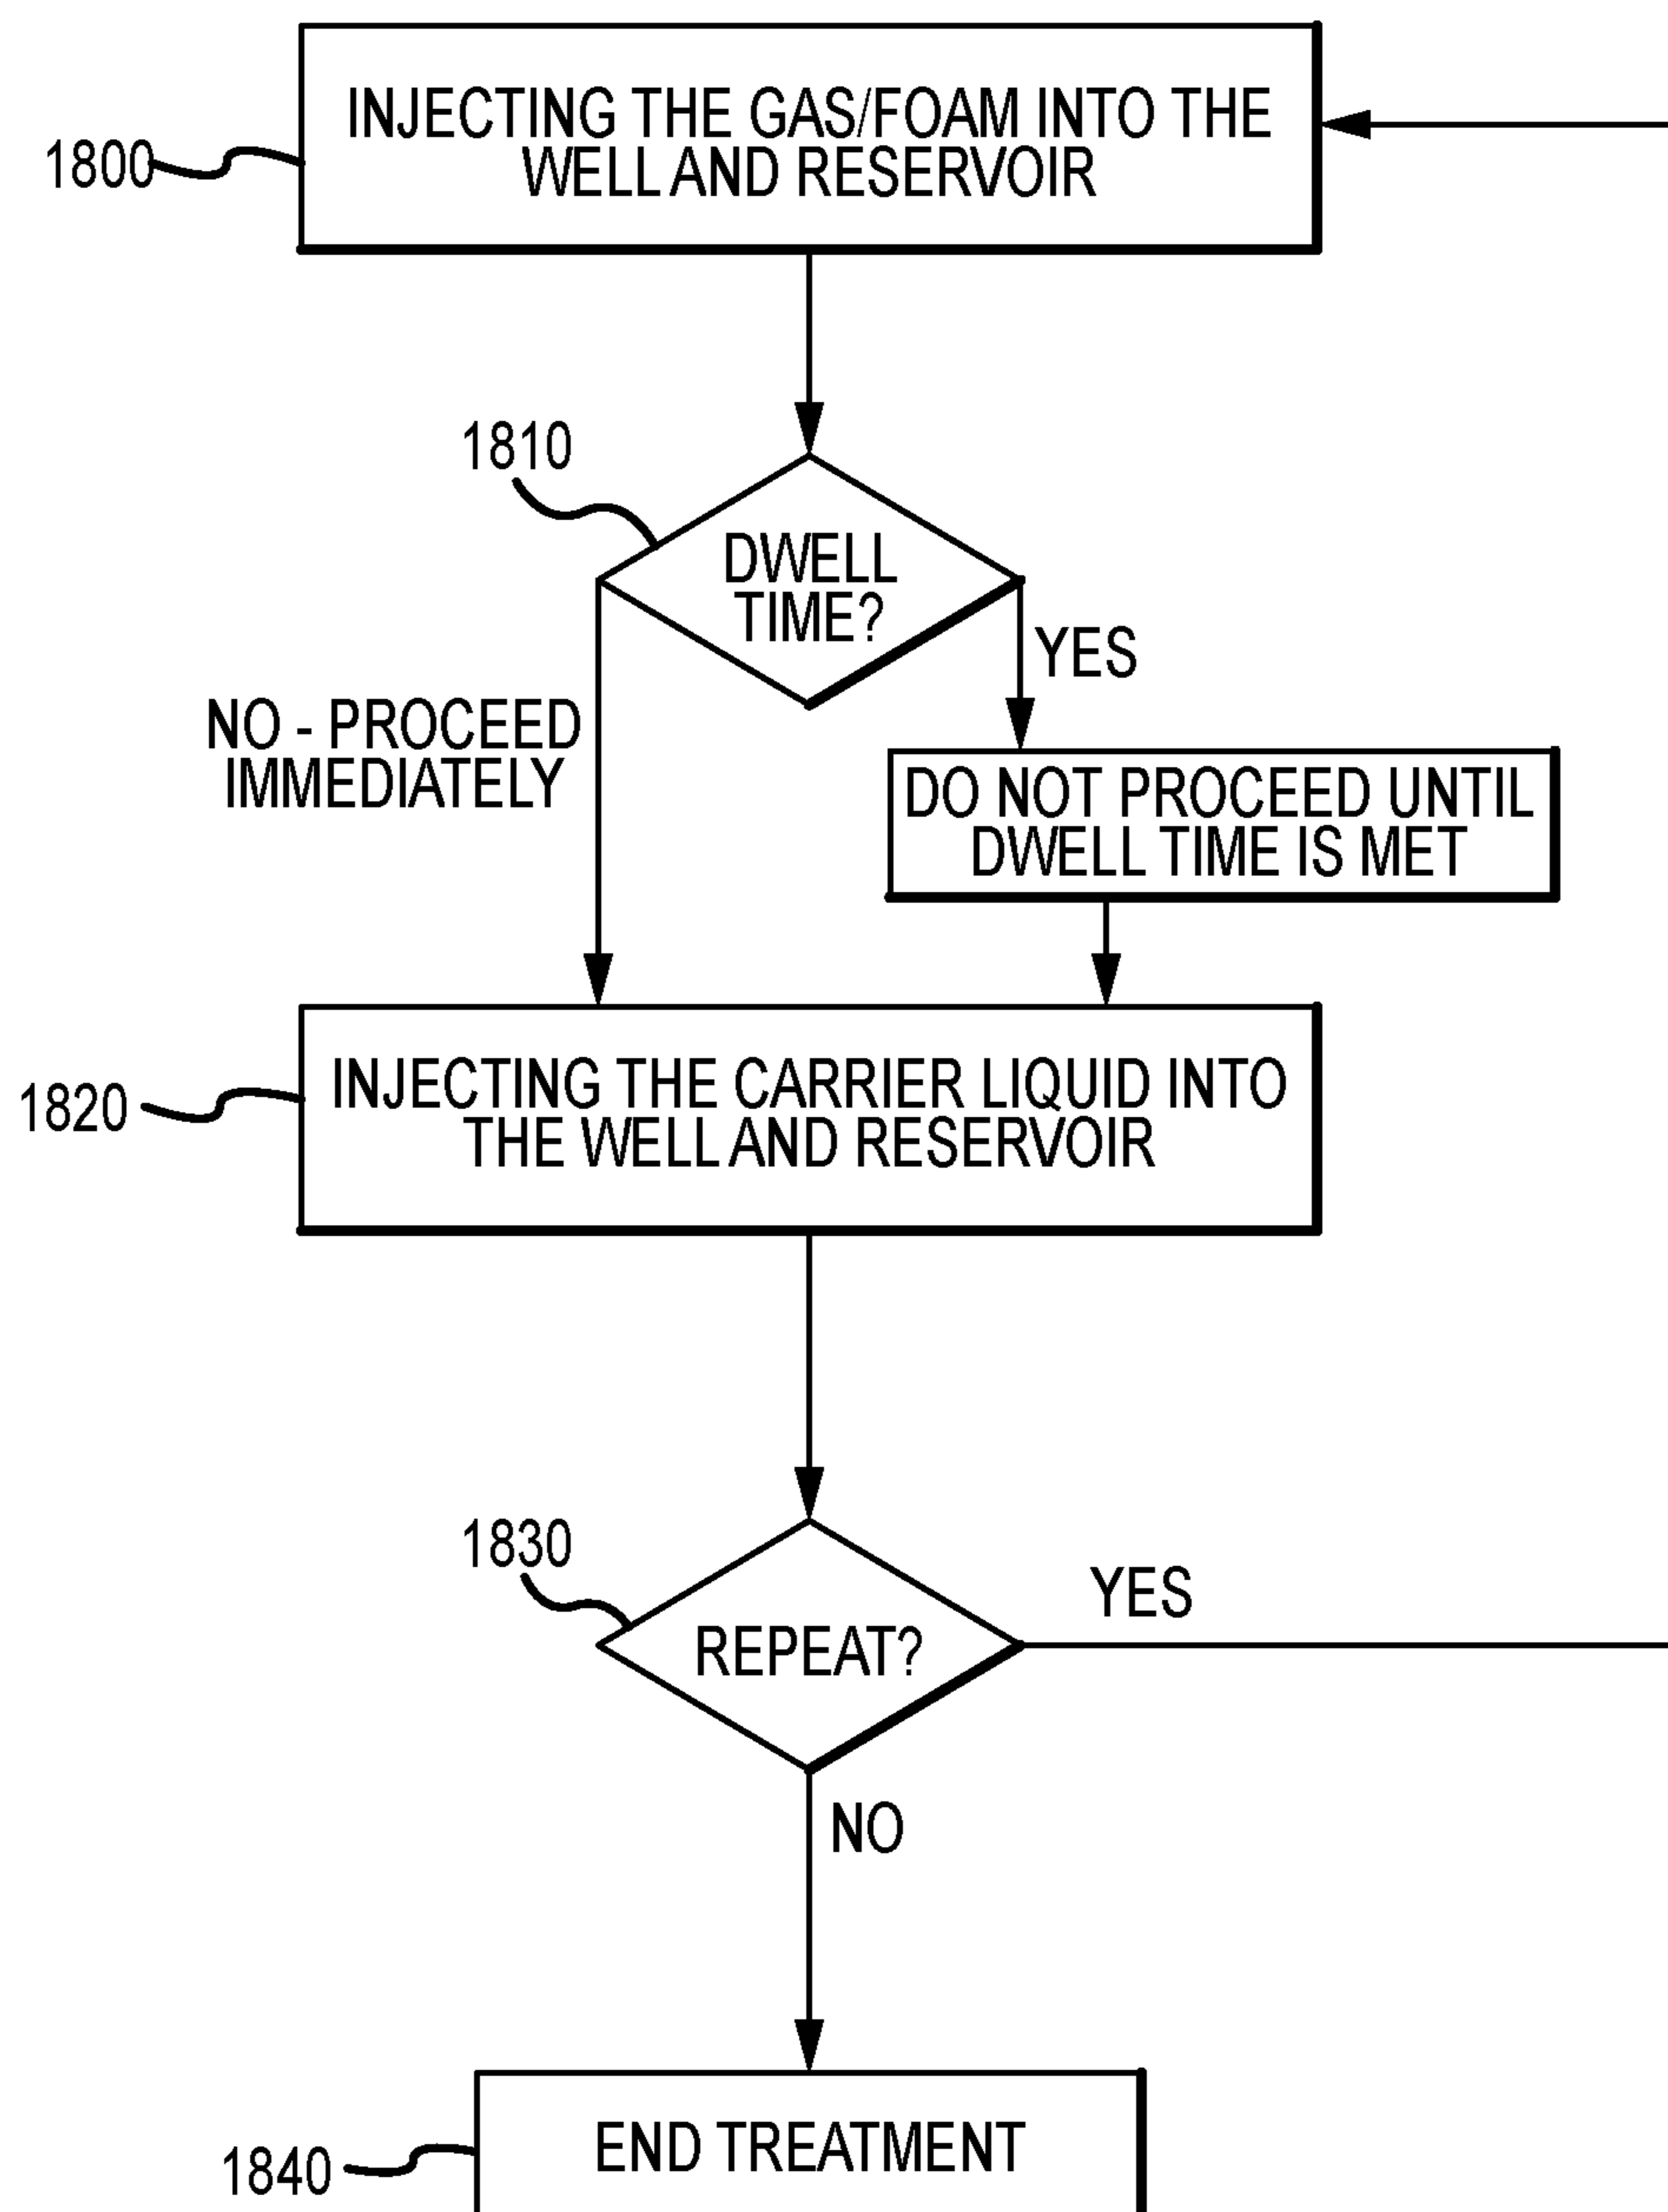 INJECTING THE GAS/FOAM INTO THE
WELL AND RESERVOIR
1800
1810
DWELL
TIME?
YES
NO - PROCEED
IMMEDIATELY
DO NOT PROCEED UNTIL
DWELL TIME IS MET
INJECTING THE CARRIER LIQUID INTO
THE WELL AND RESERVOIR
1820
1830
REPEAT?
YES
NO
END TREATMENT
1840